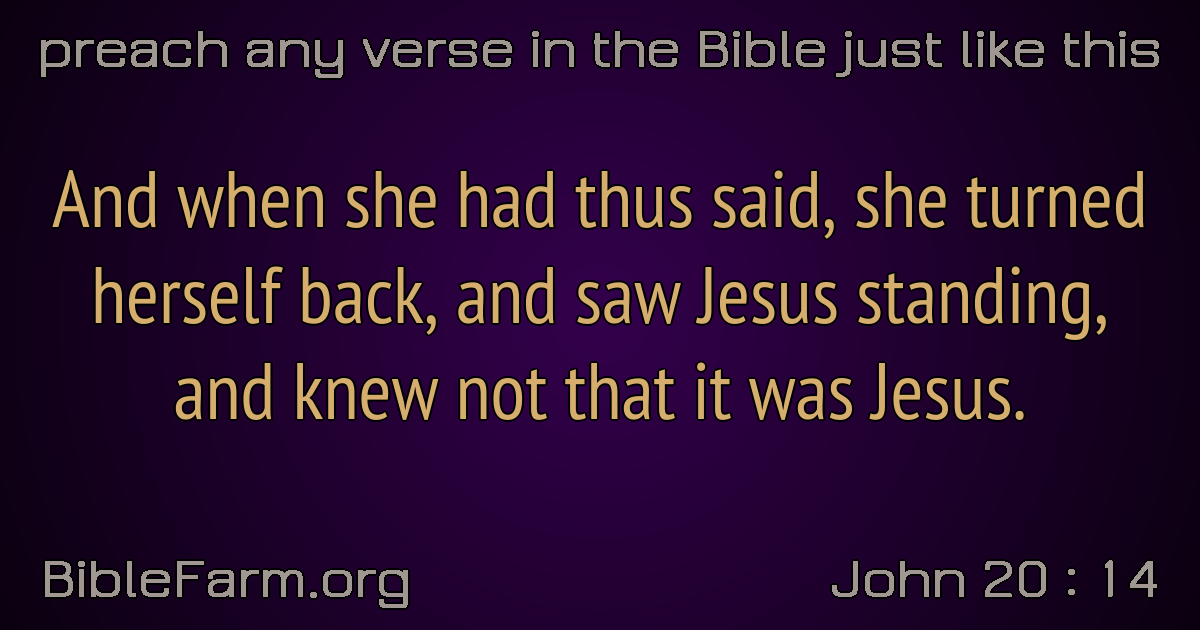 preach any verse in the Bible just like this
And when she had thus said, she turned
herself back, and saw Jesus standing,
and knew not that it was Jesus.
BibleFarm.org
John 20 : 14